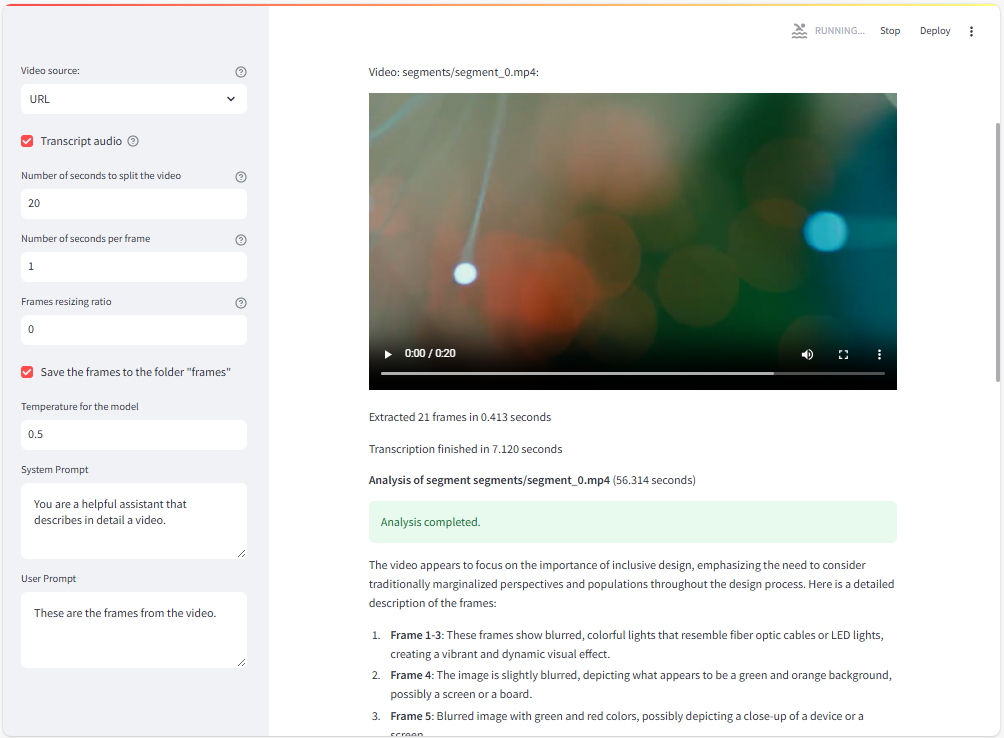 RUNNING...
Stop
Deploy
Video source:
URL
Transcript audio
Number of seconds to split the video
20
Number of seconds per frame
1
Frames resizing ratio
0
Save the frames to the folder "frames"
Temperature for the model
0.5
System Prompt
You are a helpful assistant that
describes in detail a video.
User Prompt
These are the frames from the video.
Video: segments/segment_0.mp4:
0:00 / 0:20
Extracted 21 frames in 0.413 seconds
Transcription finished in 7.120 seconds
Analysis of segment segments/segment_0.mp4 (56.314 seconds)
Analysis completed.
The video appears to focus on the importance of inclusive design, emphasizing the need to consider
traditionally marginalized perspectives and populations throughout the design process. Here is a detailed
description of the frames:
1. Frame 1-3: These frames show blurred, colorful lights that resemble fiber optic cables or LED lights,
creating a vibrant and dynamic visual effect.
2. Frame 4: The image is slightly blurred, depicting what appears to be a green and orange background,
possibly a screen or a board.
3. Frame 5: Blurred image with green and red colors, possibly depicting a close-up of a device or a
screen.